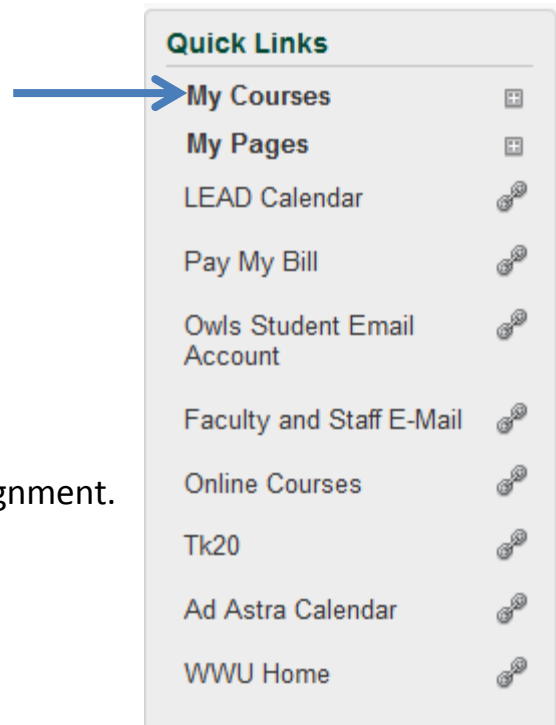 Quick Links
My Courses
My Pages
LEAD Calendar
Pay My Bill
Owls Student Email
Account
Faculty and Staff E-Mail
gnment.
Online Courses
Tk20
Ad Astra Calendar
WWU Home